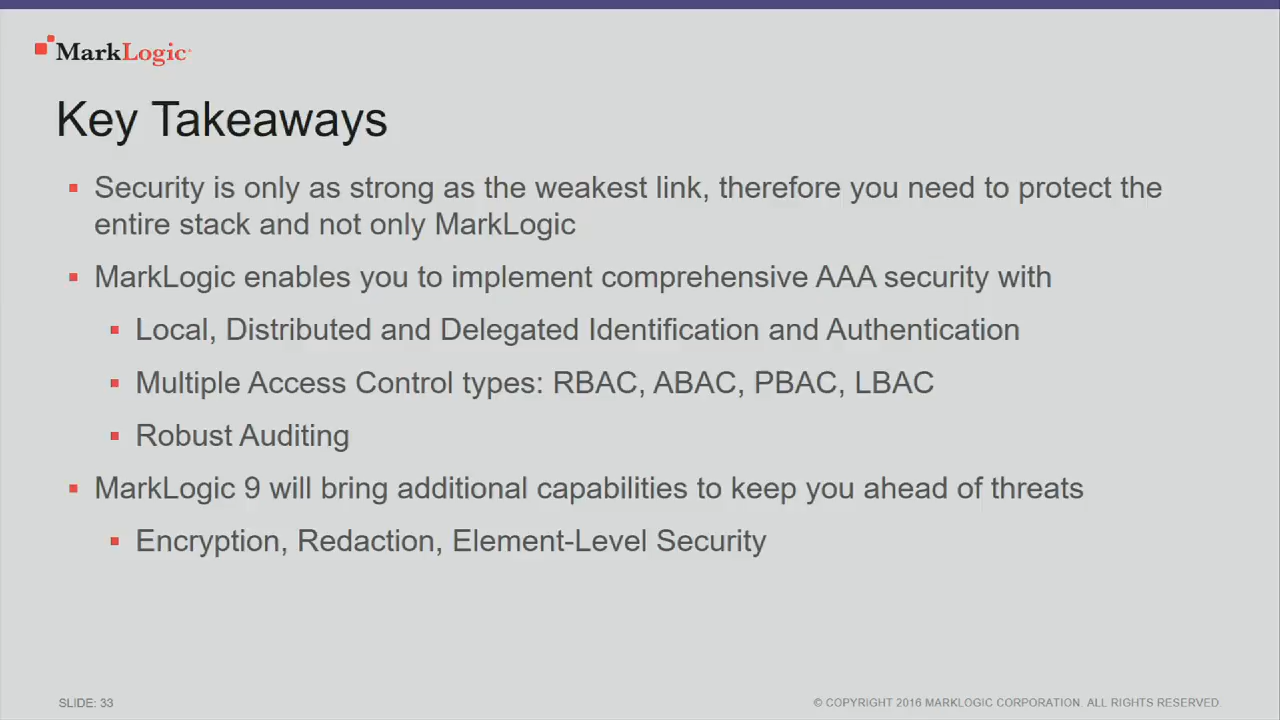 MarkLogic
Key Takeaways
Security is only as strong as the weakest link, therefore you need to protect the
entire stack and not only MarkLogic
MarkLogic enables you to implement comprehensive AAA security with
Local, Distributed and Delegated Identification and Authentication
Multiple Access Control types: RBAC, ABAC, PBAC, LBAC
Robust Auditing
MarkLogic 9 will bring additional capabilities to keep you ahead of threats
Encryption, Redaction, Element-Level Security
SLIDE: 33
© COPYRIGHT 2016 MARKLOGIC CORPORATION. ALL RIGHTS RESERVED.